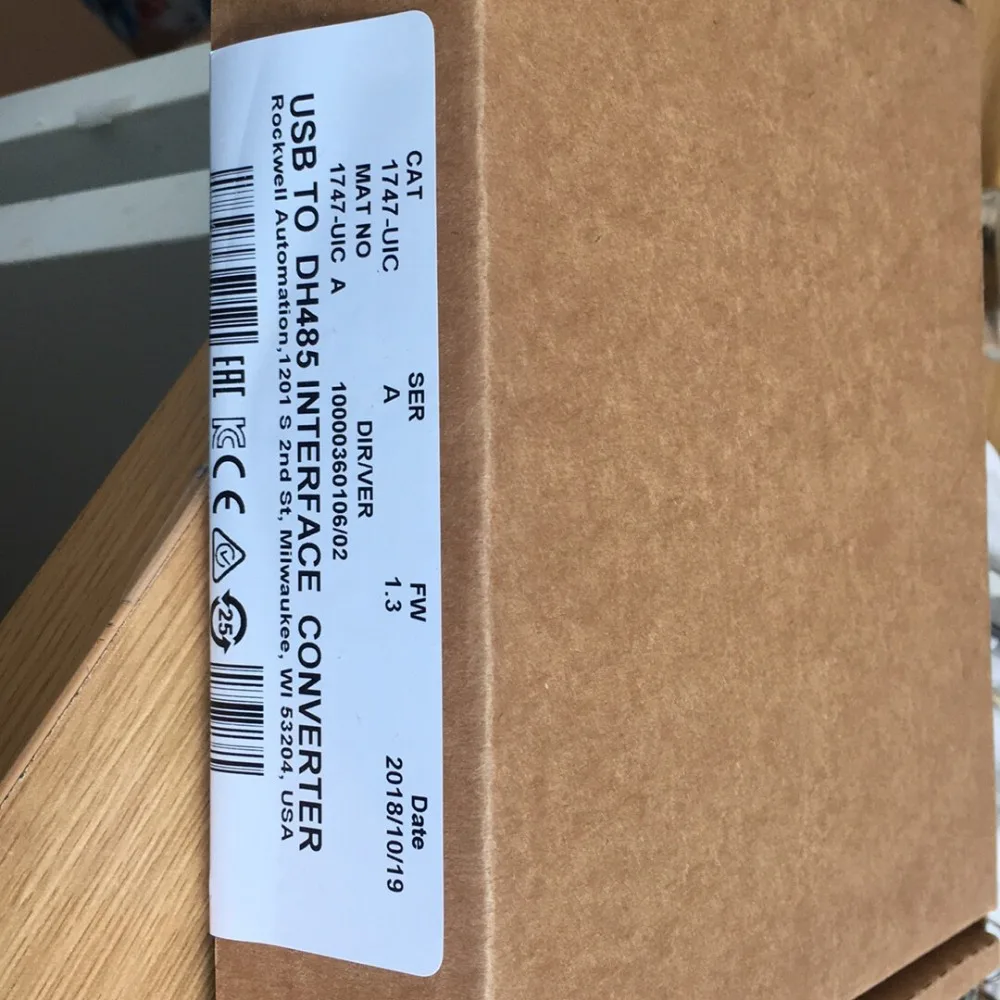 CAT SER FW Date
1747-UIC A 1.3 2018/10/19
MAT NO DIR/VER
1747-UIC A 10000360106/02
USB TO DH485 INTERFACE CONVERTER
Rockwell Automation,1201 S 2nd St, Milwaukee, WI 53204, USA
EAC KC CE 25